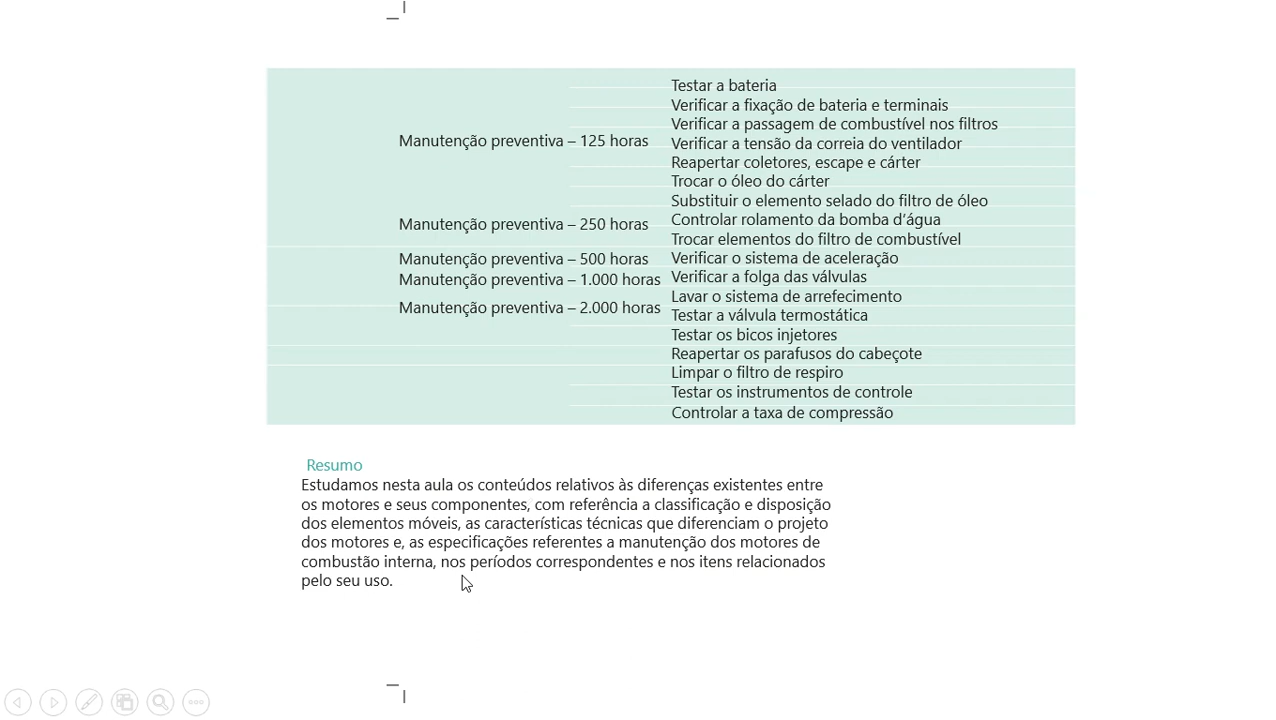 Testar a bateria
Verificar a fixação de bateria e terminais
Verificar a passagem de combustível nos filtros
Manutenção preventiva – 125 horas
Verificar a tensão da correia do ventilador
Reapertar coletores, escape e cárter
Trocar o óleo do cárter
Substituir o elemento selado do filtro de óleo
Manutenção preventiva – 250 horas
Controlar rolamento da bomba d’água
Trocar elementos do filtro de combustível
Manutenção preventiva – 500 horas
Verificar o sistema de aceleração
Manutenção preventiva – 1.000 horas
Verificar a folga das válvulas
Lavar o sistema de arrefecimento
Manutenção preventiva – 2.000 horas
Testar a válvula termostática
Testar os bicos injetores
Reapertar os parafusos do cabeçote
Limpar o filtro de respiro
Testar os instrumentos de controle
Controlar a taxa de compressão
Resumo
Estudamos nesta aula os conteúdos relativos às diferenças existentes entre
os motores e seus componentes, com referência a classificação e disposição
dos elementos móveis, as características técnicas que diferenciam o projeto
dos motores e, as especificações referentes a manutenção dos motores de
combustão interna, nos períodos correspondentes e nos itens relacionados
pelo seu uso.